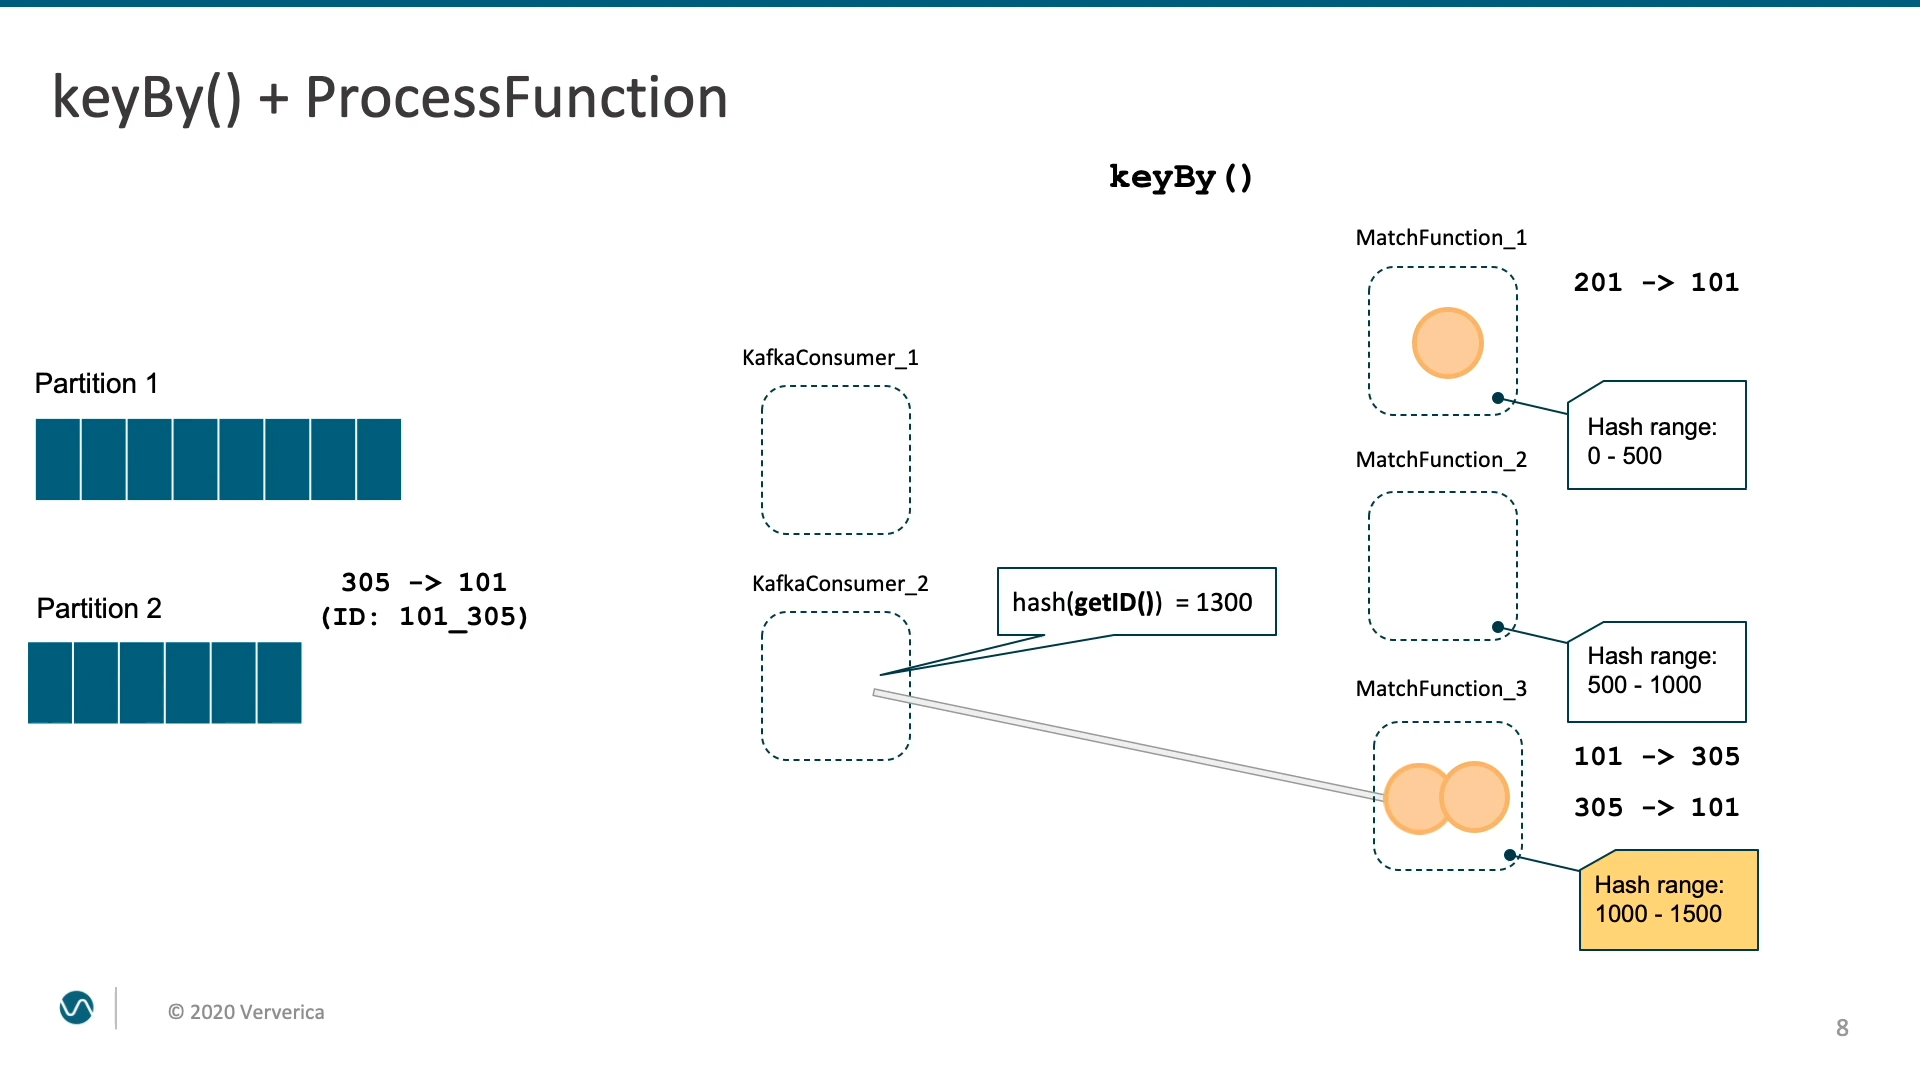 keyBy() + ProcessFunction
keyBy()
MatchFunction_1
201 -> 101
KafkaConsumer_1
Partition 1
Hash range:
0 - 500
MatchFunction_2
305 -> 101
(ID: 101_305)
KafkaConsumer_2
Partition 2
hash(getID()) = 1300
Hash range:
500 - 1000
MatchFunction_3
101 -> 305
305 -> 101
Hash range:
1000 - 1500
© 2020 Ververica
8